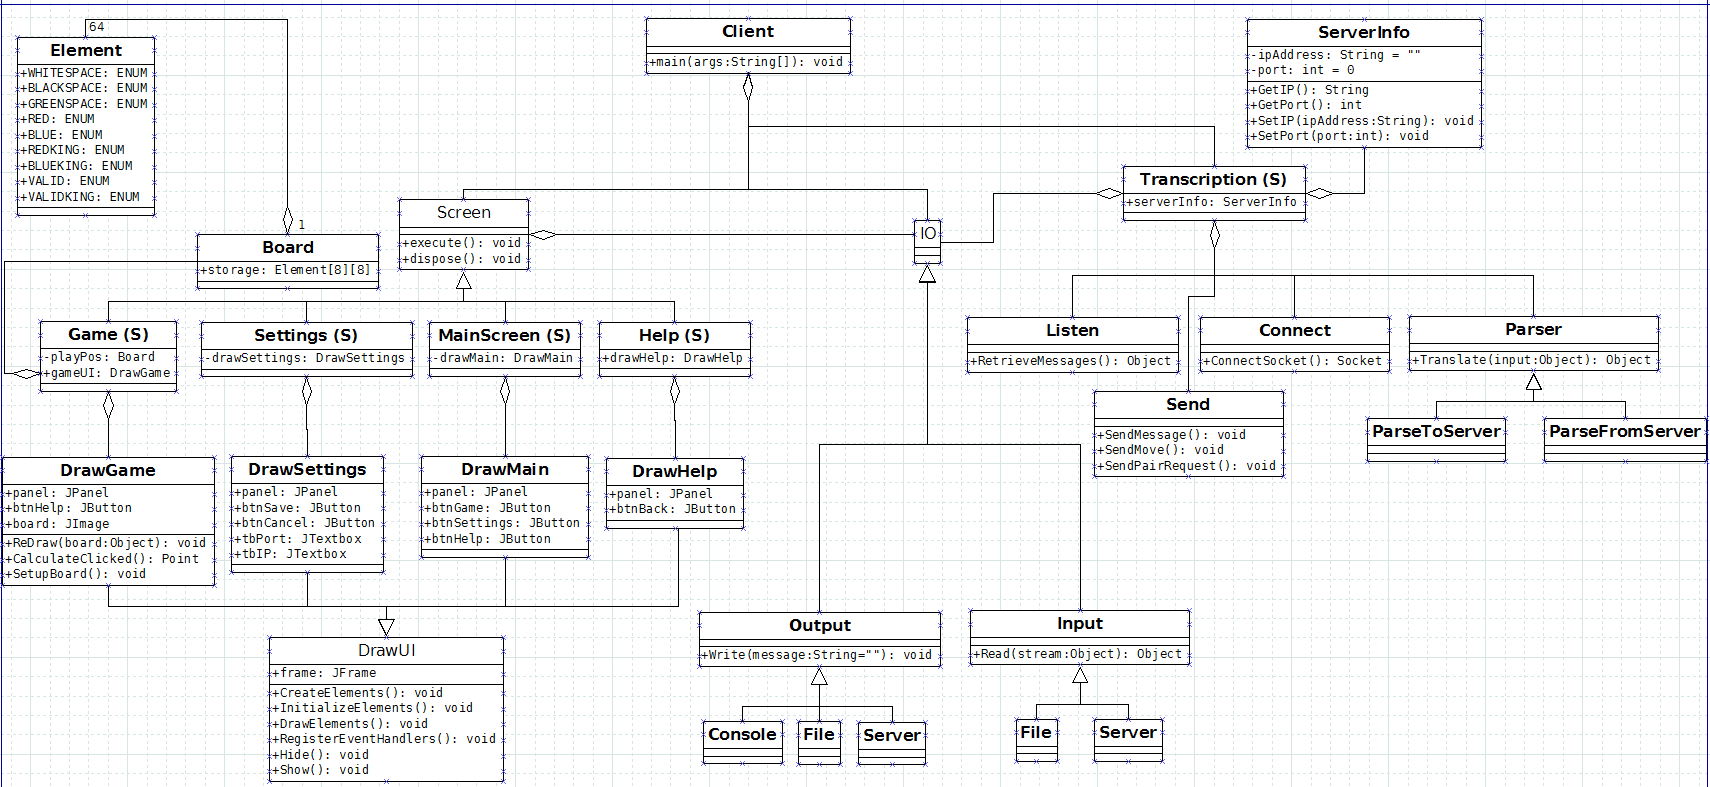 64
Element
+WHITESPACE: ENUM
+BLACKSPACE: ENUM
+GREENSPACE: ENUM
+RED: ENUM
+BLUE: ENUM
+REDKING: ENUM
+BLUEKING: ENUM
+VALID: ENUM
+VALIDKING: ENUM
1
Board
+storage: Element[8][8]
Client
+main(args:String[]): void
ServerInfo
-ipAddress: String = ""
-port: int = 0
+GetIP(): String
+GetPort(): int
+SetIP(ipAddress:String): void
+SetPort(port:int): void
Screen
+execute(): void
+dispose(): void
IO
Transcription (S)
+serverInfo: ServerInfo
Game (S)
-playPos: Board
+gameUI: DrawGame
Settings (S)
-drawSettings: DrawSettings
MainScreen (S)
-drawMain: DrawMain
Help (S)
+drawHelp: DrawHelp
Listen
+RetrieveMessages(): Object
Connect
+ConnectSocket(): Socket
Parser
+Translate(input:Object): Object
Send
+SendMessage(): void
+SendMove(): void
+SendPairRequest(): void
ParseToServer
ParseFromServer
DrawGame
+panel: JPanel
+btnHelp: JButton
+board: JImage
+ReDraw(board:Object): void
+CalculateClicked(): Point
+SetupBoard(): void
DrawSettings
+panel: JPanel
+btnSave: JButton
+btnCancel: JButton
+tbPort: JTextbox
+tbIP: JTextbox
DrawMain
+panel: JPanel
+btnGame: JButton
+btnSettings: JButton
+btnHelp: JButton
DrawHelp
+panel: JPanel
+btnBack: JButton
DrawUI
+frame: JFrame
+CreateElements(): void
+InitializeElements(): void
+DrawElements(): void
+RegisterEventHandlers(): void
+Hide(): void
+Show(): void
Output
+Write(message:String=""): void
Input
+Read(stream:Object): Object
Console
File
Server
File
Server